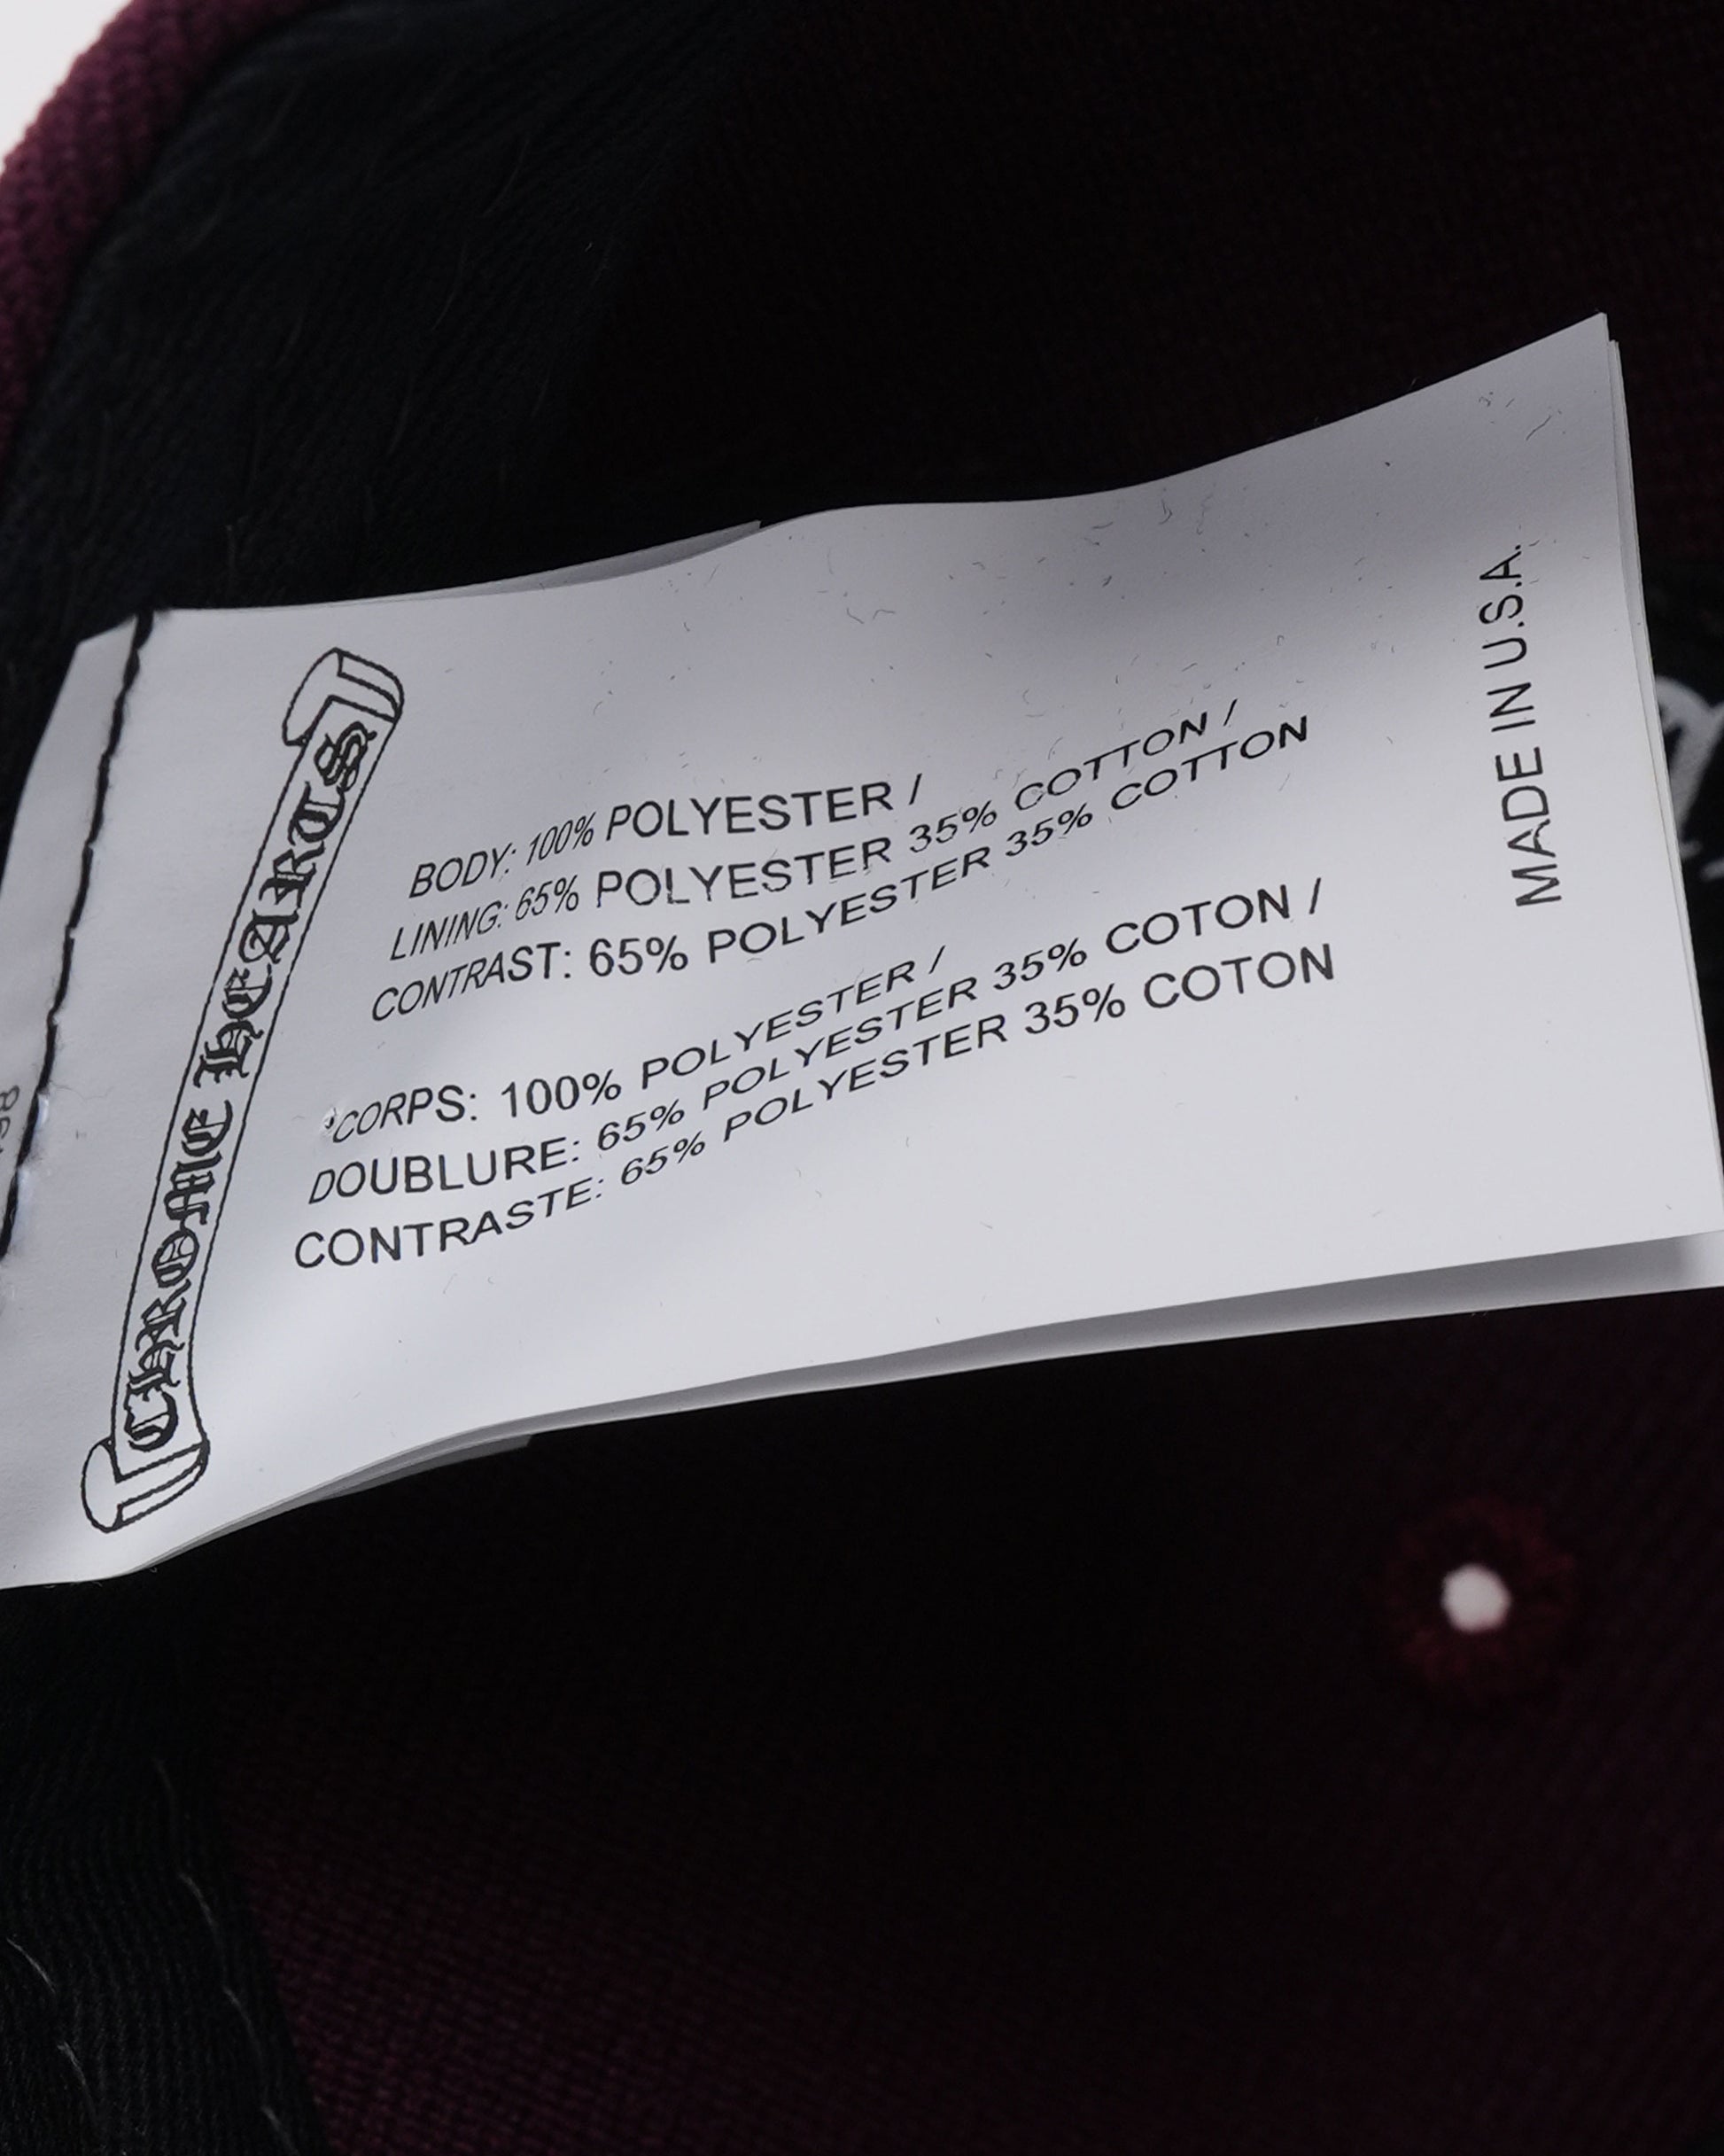 CHROME HEARTS
BODY: 100% POLYESTER /
LINING: 65% POLYESTER 35% COTTON /
CONTRAST: 65% POLYESTER 35% COTTON
CORPS: 100% POLYESTER /
DOUBLURE: 65% POLYESTER 35% COTON /
CONTRASTE: 65% POLYESTER 35% COTON
MADE IN U.S.A.